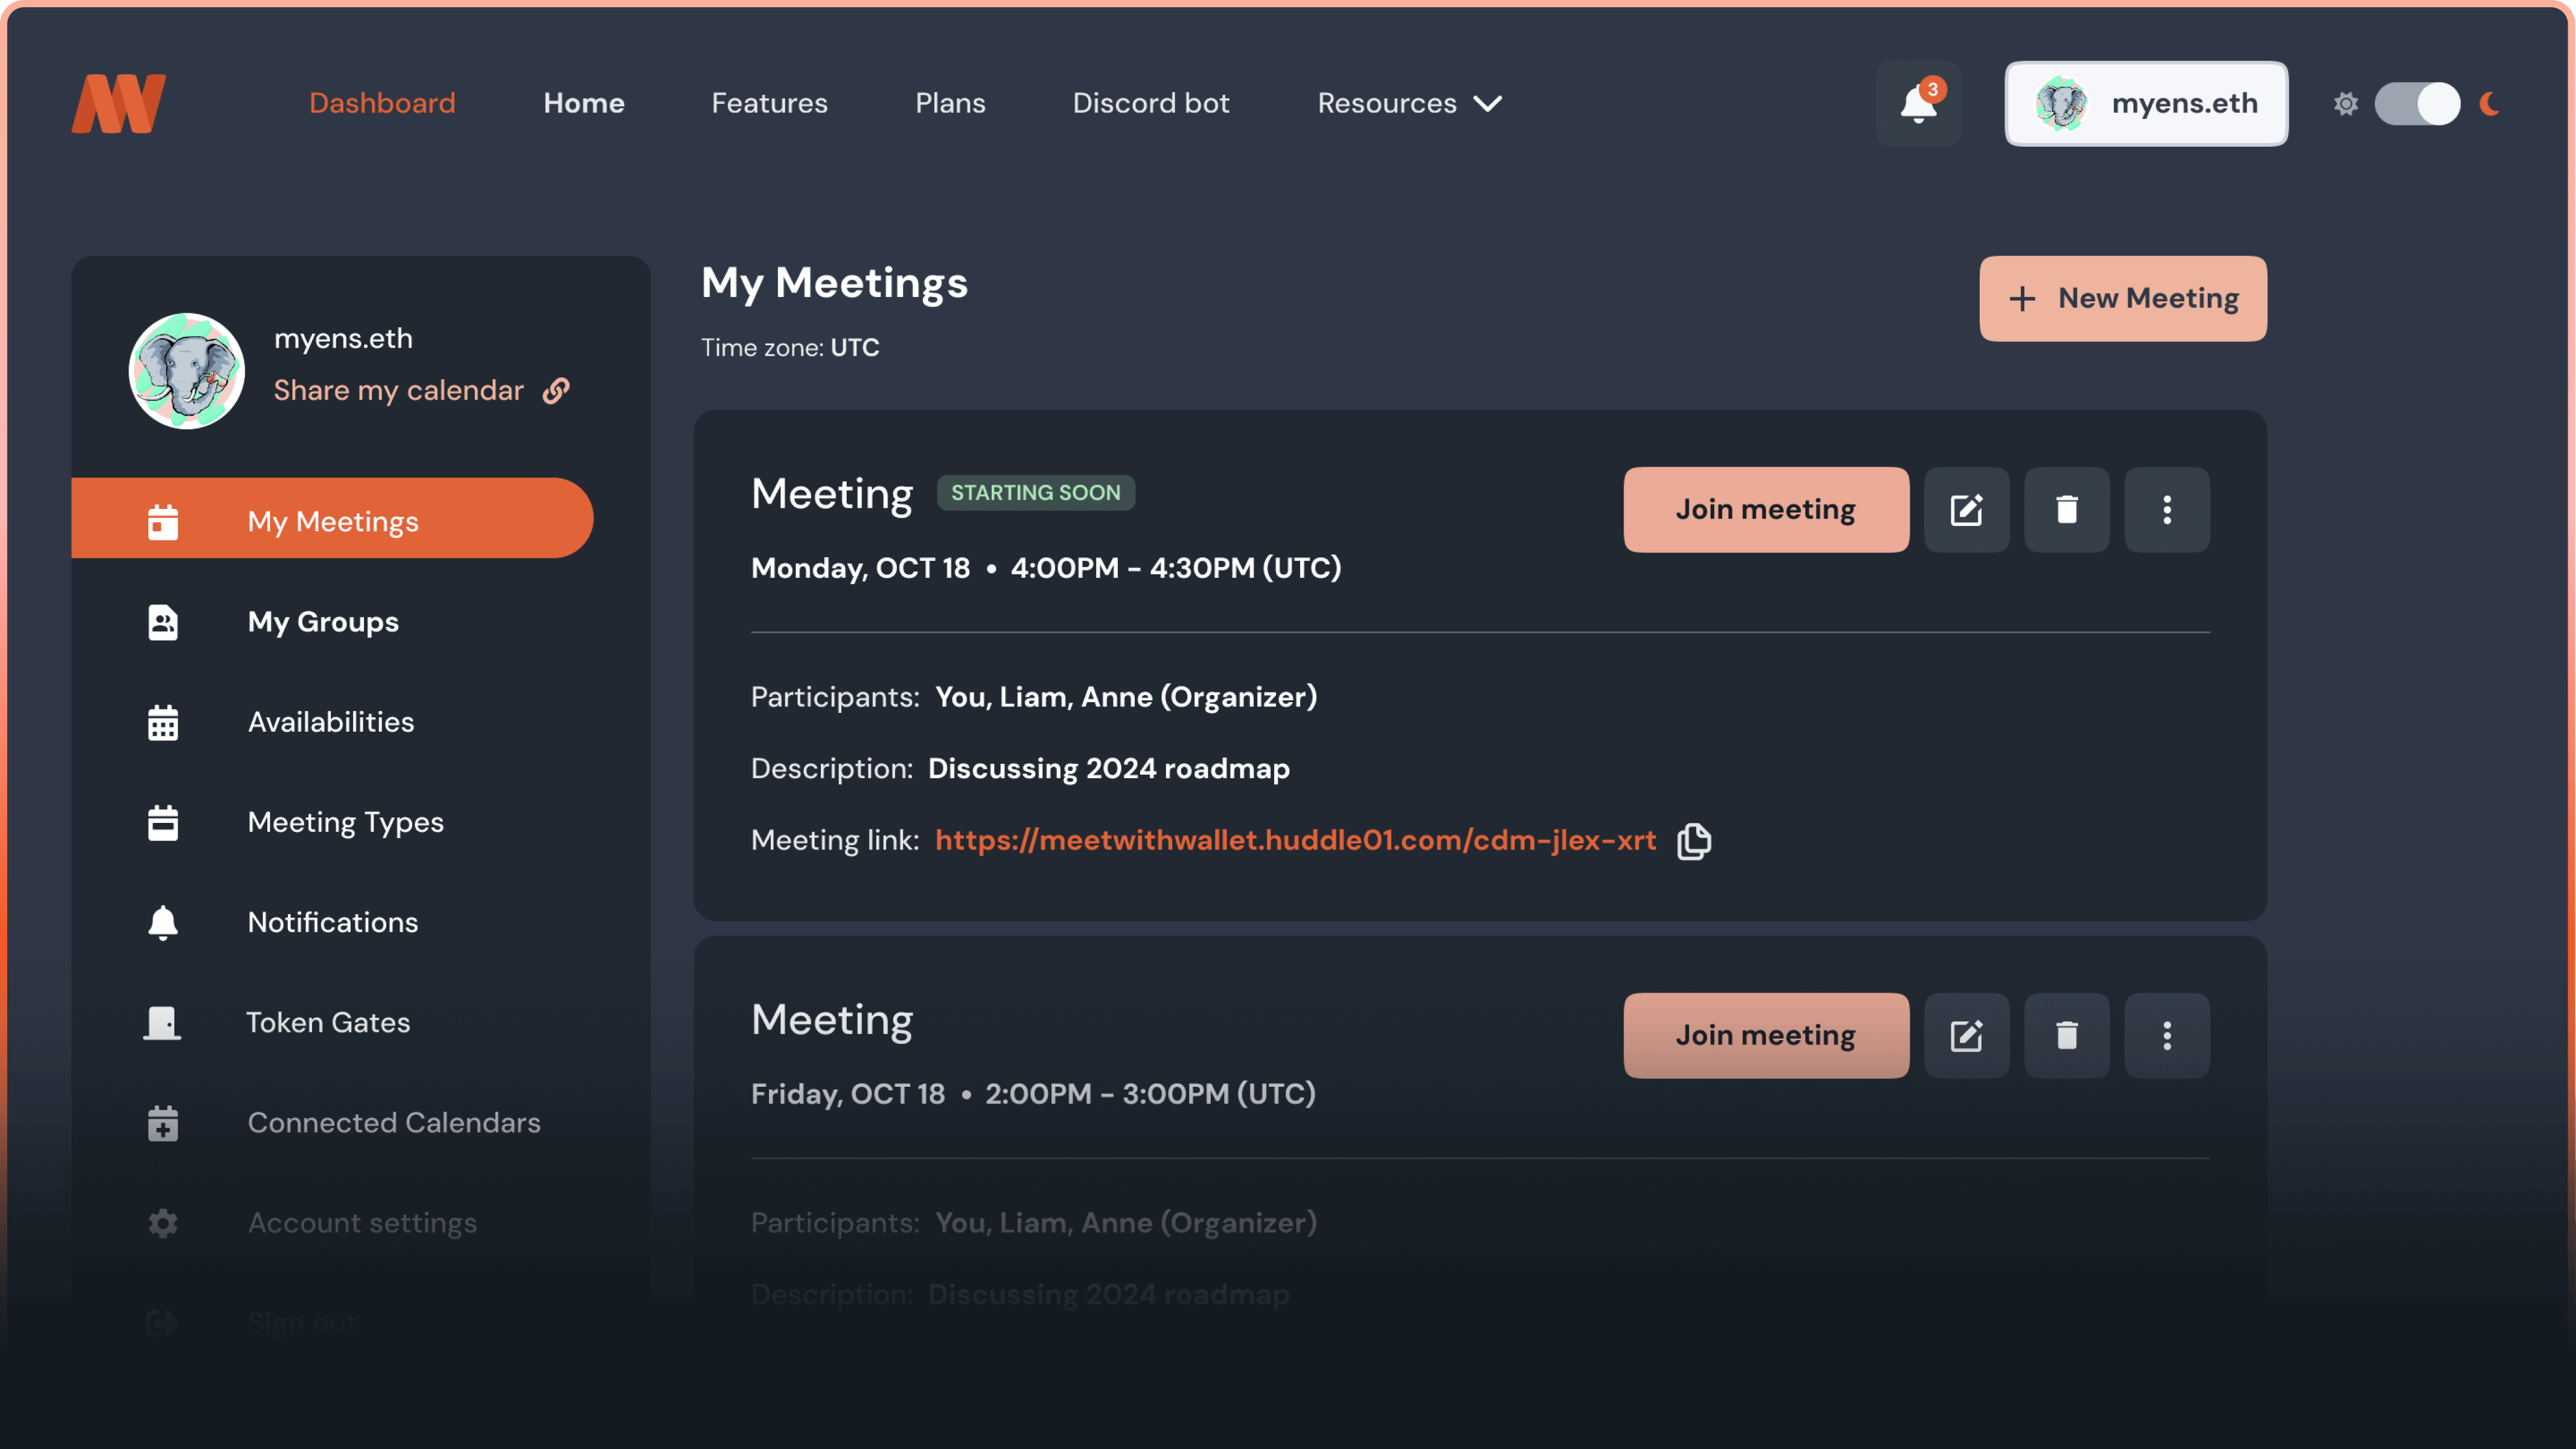 Dashboard Home Features Plans Discord bot Resources 3 myens.eth
myens.eth
Share my calendar
My Meetings
My Groups
Availabilities
Meeting Types
Notifications
Token Gates
Connected Calendars
Account settings
Sign out
My Meetings
Time zone: UTC
+ New Meeting
Meeting STARTING SOON
Join meeting
Monday, OCT 18 • 4:00PM - 4:30PM (UTC)
Participants: You, Liam, Anne (Organizer)
Description: Discussing 2024 roadmap
Meeting link: https://meetwithwallet.huddle01.com/cdm-jlex-xrt
Meeting
Join meeting
Friday, OCT 18 • 2:00PM - 3:00PM (UTC)
Participants: You, Liam, Anne (Organizer)
Description: Discussing 2024 roadmap